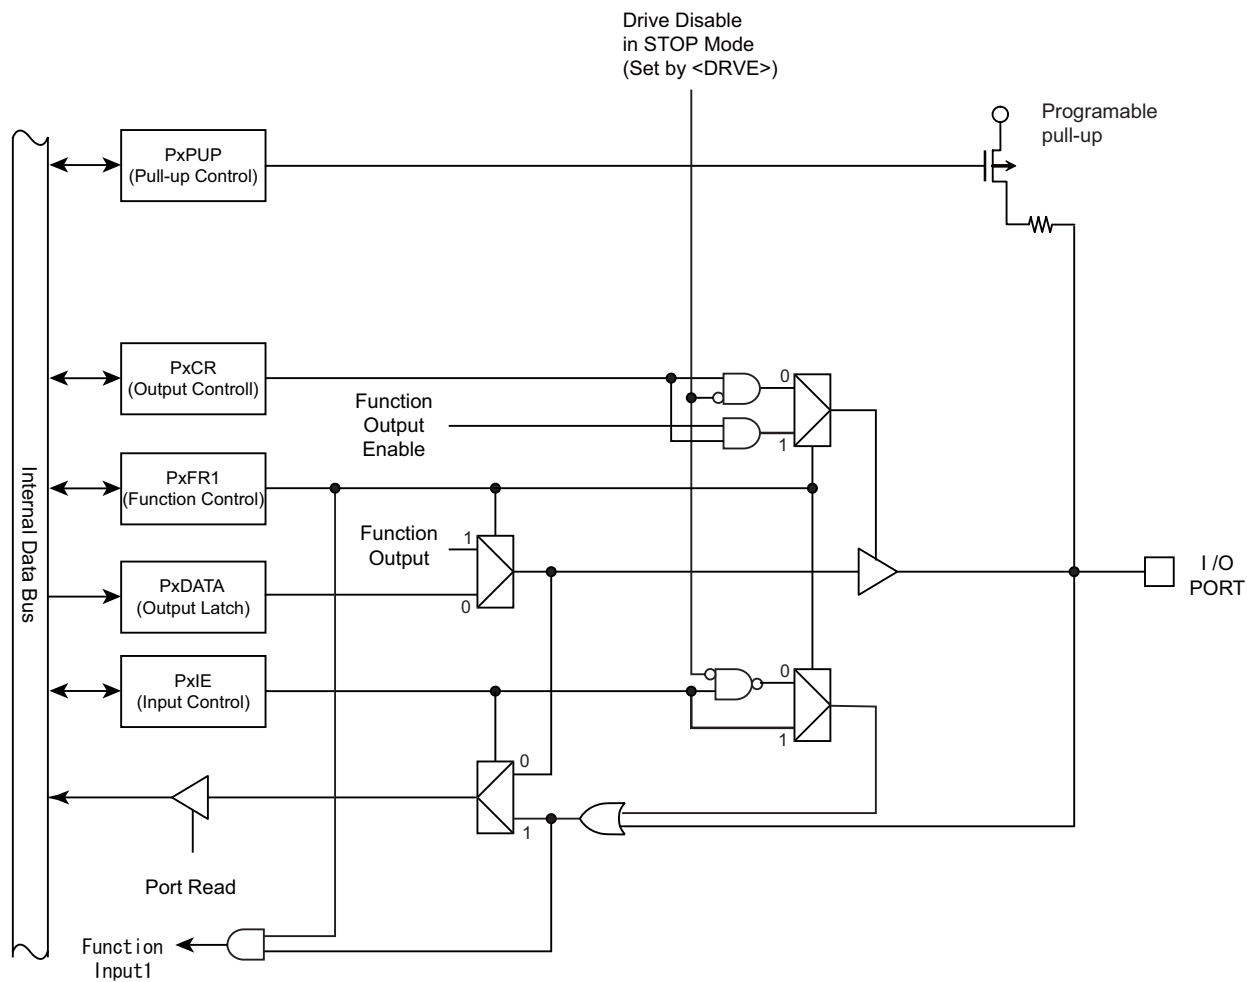 Drive Disable
in STOP Mode
(Set by <DRVE>)
Programable
pull-up
PxPUP
(Pull-up Control)
PxCR
(Output Controll)
0
Function
Output
Enable
1
PxFR1
(Function Control)
Internal Data Bus
Function
Output
1
PxDATA
(Output Latch)
0
I /O
PORT
PxIE
(Input Control)
0
1
0
1
Port Read
Function
Input1